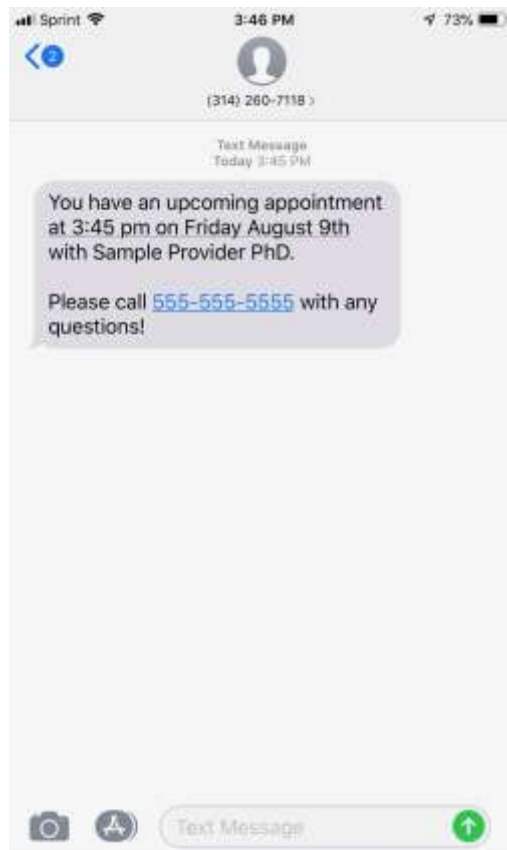 Sprint 3:46 PM 73%
2
(314) 260-7118 >
Text Message
Today 3:45 PM
You have an upcoming appointment
at 3:45 pm on Friday August 9th
with Sample Provider PhD.
Please call 555-555-5555 with any
questions!
Text Message